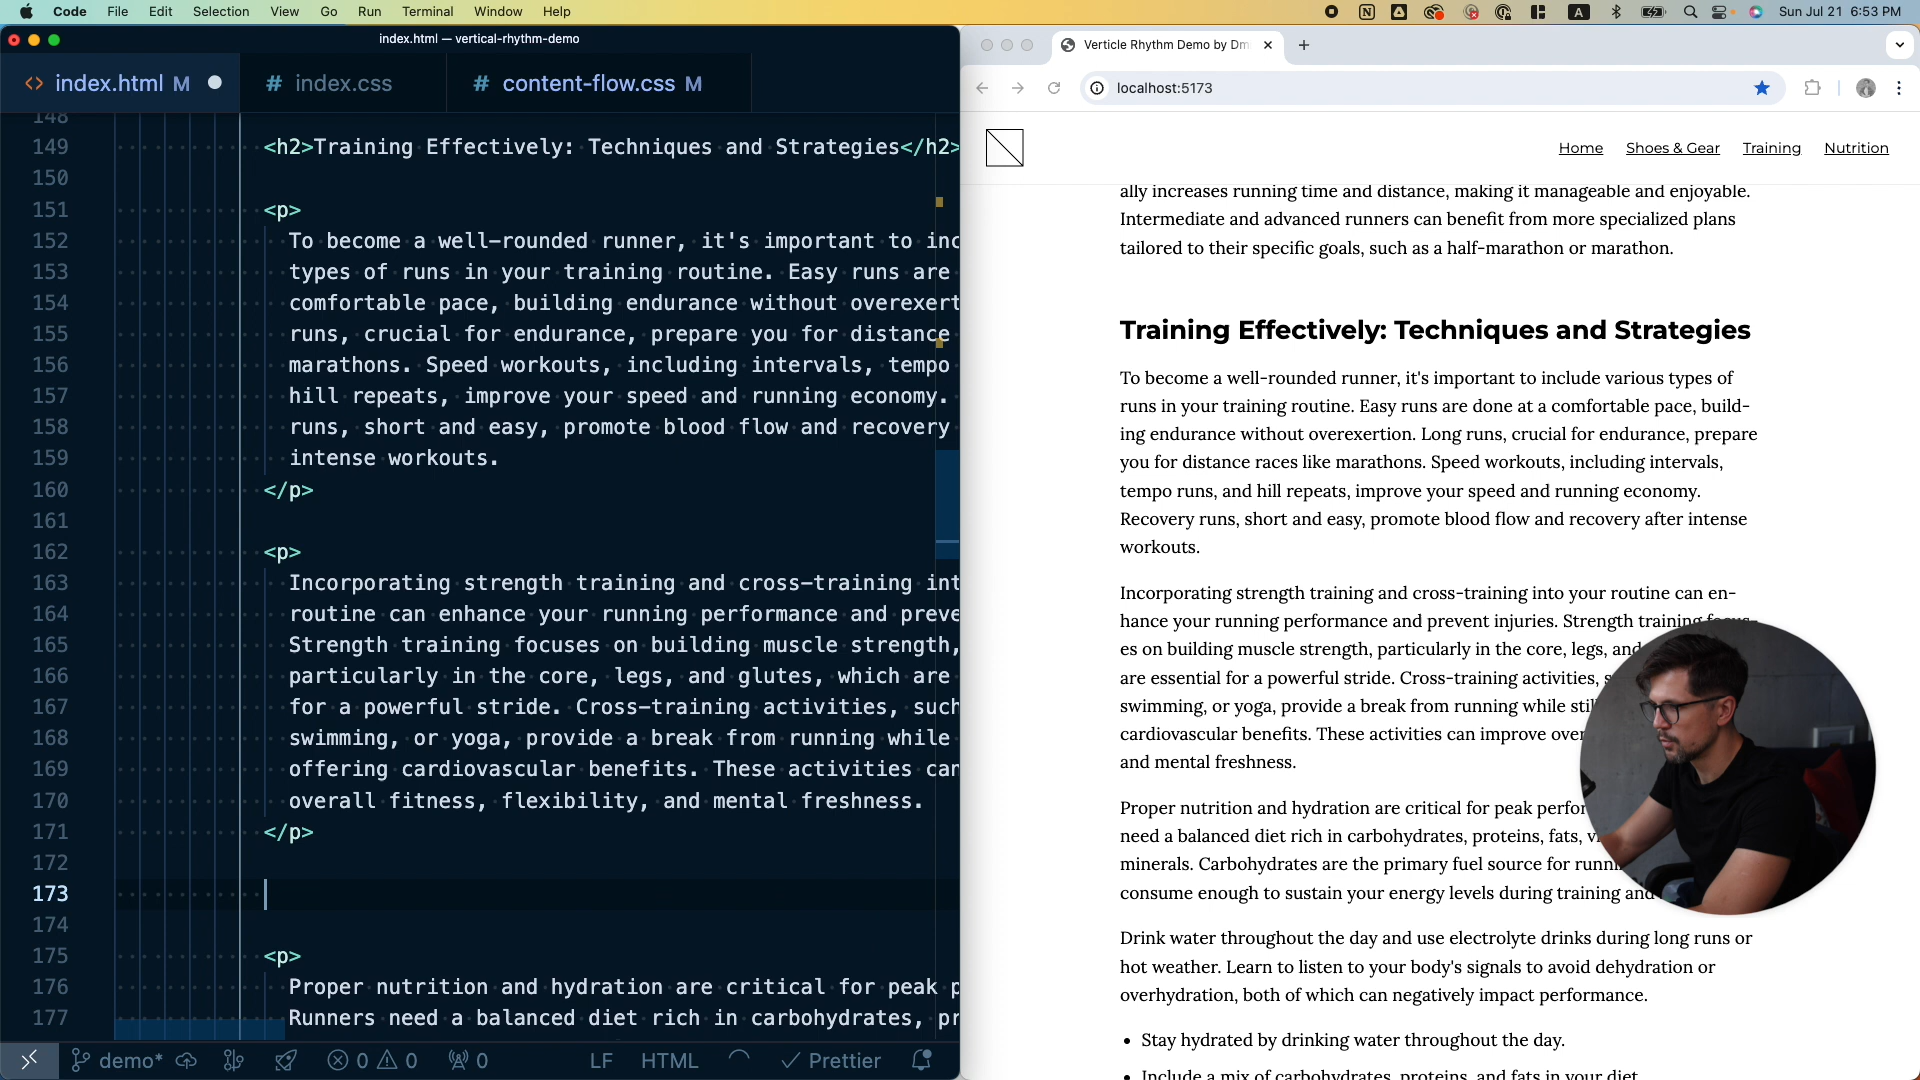 Code File Edit Selection View Go Run Terminal Window Help
A
Sun Jul 21 6:53 PM
index.html — vertical-rhythm-demo
index.html M
# index.css
# content-flow.css M
148
149 <h2>Training Effectively: Techniques and Strategies</h2>
150
151 <p>
152 To become a well-rounded runner, it's important to inc
153 types of runs in your training routine. Easy runs are
154 comfortable pace, building endurance without overexert
155 runs, crucial for endurance, prepare you for distance
156 marathons. Speed workouts, including intervals, tempo
157 hill repeats, improve your speed and running economy.
158 runs, short and easy, promote blood flow and recovery
159 intense workouts.
160 </p>
161
162 <p>
163 Incorporating strength training and cross-training int
164 routine can enhance your running performance and preve
165 Strength training focuses on building muscle strength,
166 particularly in the core, legs, and glutes, which are
167 for a powerful stride. Cross-training activities, such
168 swimming, or yoga, provide a break from running while
169 offering cardiovascular benefits. These activities can
170 overall fitness, flexibility, and mental freshness.
171 </p>
172
173
174
175 <p>
176 Proper nutrition and hydration are critical for peak p
177 Runners need a balanced diet rich in carbohydrates, pr
demo* 0 0 0 LF HTML Prettier
Verticle Rhythm Demo by Dm
localhost:5173
Home Shoes & Gear Training Nutrition
ally increases running time and distance, making it manageable and enjoyable.
Intermediate and advanced runners can benefit from more specialized plans
tailored to their specific goals, such as a half-marathon or marathon.
Training Effectively: Techniques and Strategies
To become a well-rounded runner, it's important to include various types of
runs in your training routine. Easy runs are done at a comfortable pace, build-
ing endurance without overexertion. Long runs, crucial for endurance, prepare
you for distance races like marathons. Speed workouts, including intervals,
tempo runs, and hill repeats, improve your speed and running economy.
Recovery runs, short and easy, promote blood flow and recovery after intense
workouts.
Incorporating strength training and cross-training into your routine can en-
hance your running performance and prevent injuries. Strength training focus-
es on building muscle strength, particularly in the core, legs, and
are essential for a powerful stride. Cross-training activities, s
swimming, or yoga, provide a break from running while stil
cardiovascular benefits. These activities can improve over
and mental freshness.
Proper nutrition and hydration are critical for peak perfor
need a balanced diet rich in carbohydrates, proteins, fats, v
minerals. Carbohydrates are the primary fuel source for runn
consume enough to sustain your energy levels during training and
Drink water throughout the day and use electrolyte drinks during long runs or
hot weather. Learn to listen to your body's signals to avoid dehydration or
overhydration, both of which can negatively impact performance.
• Stay hydrated by drinking water throughout the day.
• Include a mix of carbohydrates, proteins, and fats in your diet